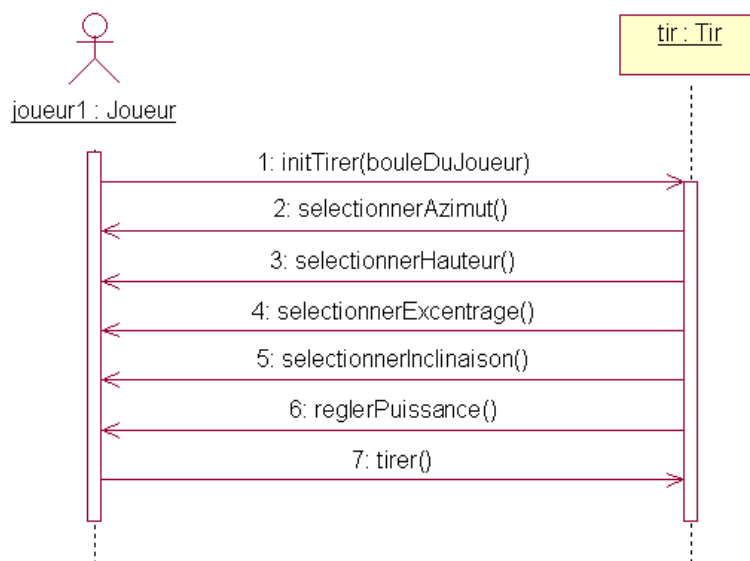 tir : Tir
joueur1 : Joueur
1: initTirer(bouleDuJoueur)
2: selectionnerAzimut()
3: selectionnerHauteur()
4: selectionnerExcentrage()
5: selectionnerInclinaison()
6: reglerPuissance()
7: tirer()